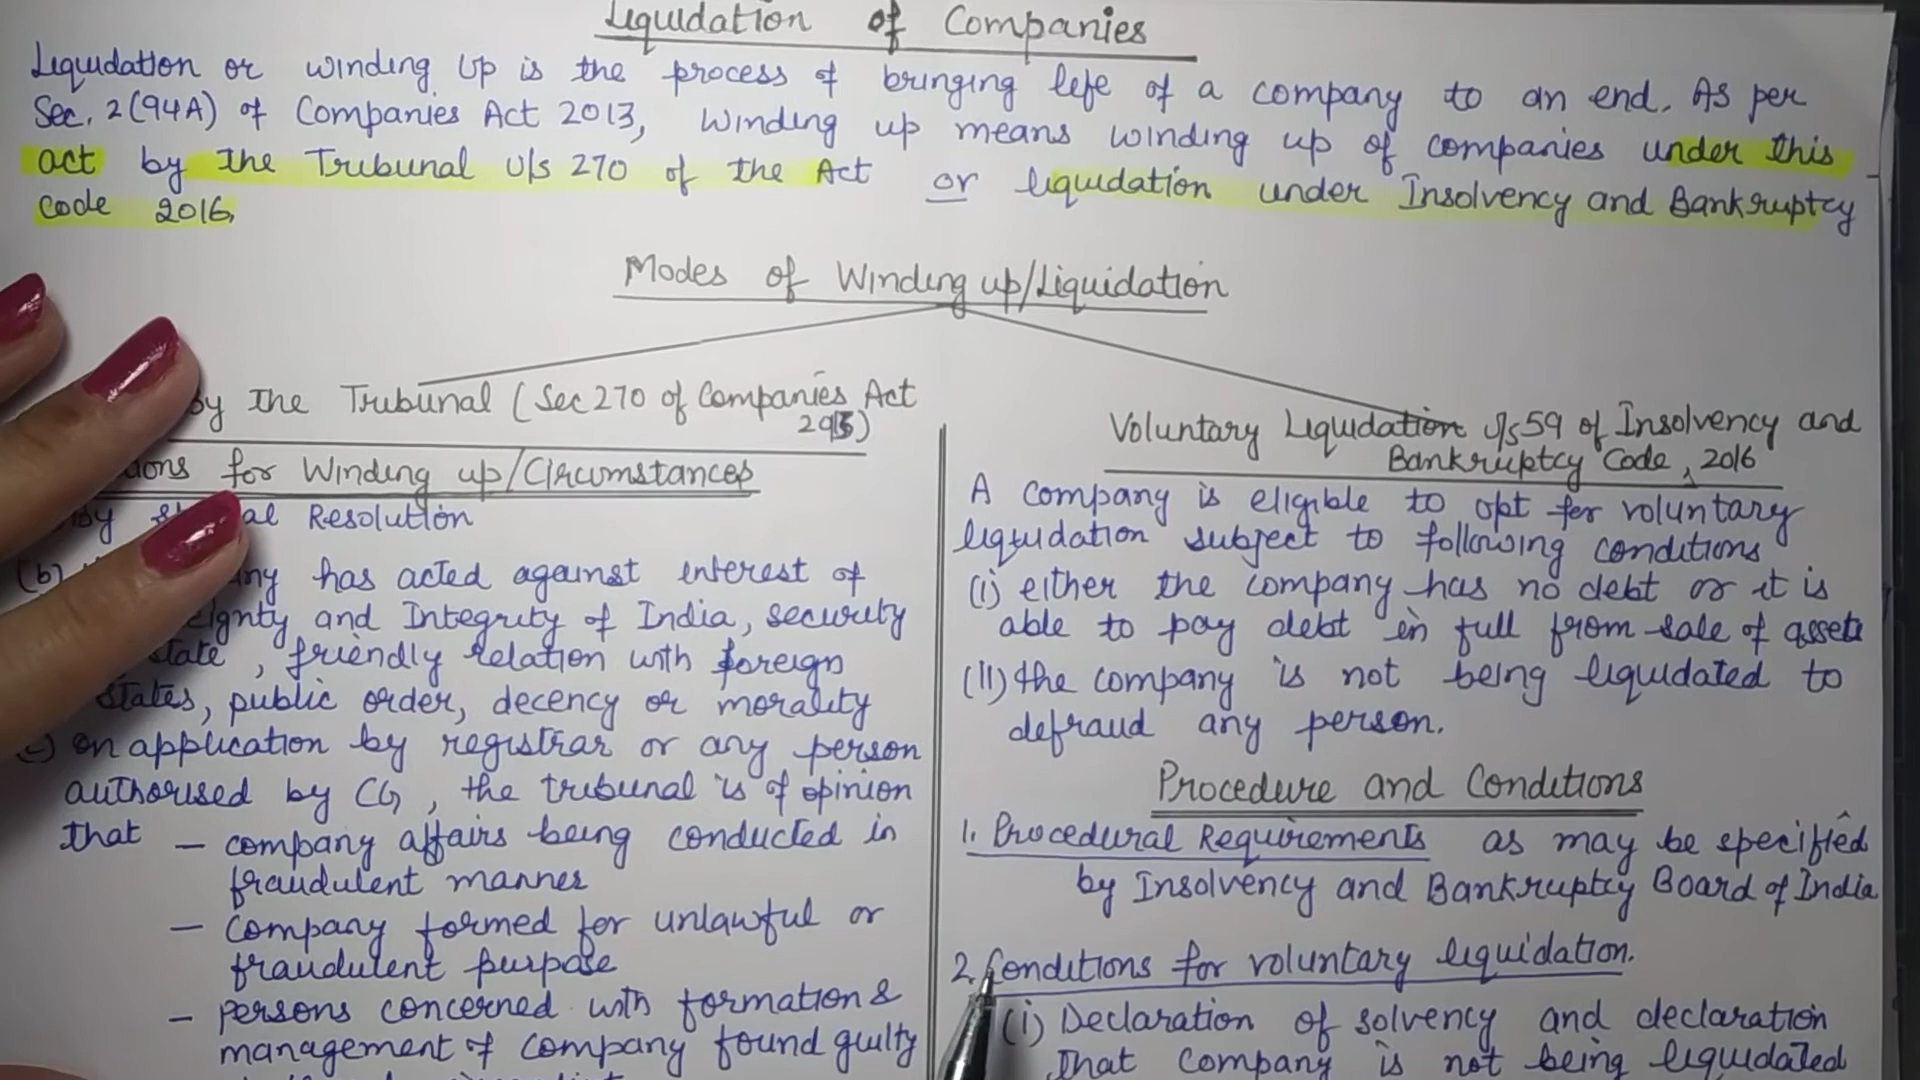 Liquidation of Companies
Liquidation or winding up is the process of bringing life of a company to an end. As per
Sec. 2(94A) of Companies Act 2013, winding up means winding up of companies under this
act by the Tribunal u/s 270 of the Act or liquidation under Insolvency and Bankruptcy
Code 2016.
Modes of Winding up/Liquidation
by the Tribunal (Sec 270 of Companies Act
for Winding up/Circumstances
by Resolution
(b) has acted against interest of
and Integrity of India, security
state, friendly relation with foreign
states, public order, decency or morality
(c) on application by registrar or any person
authorised by CG, the tribunal is of opinion
that - company affairs being conducted in
fraudulent manner
- company formed for unlawful or
fraudulent purpose
- persons concerned with formation &
management of company found guilty
Voluntary Liquidation u/s 59 of Insolvency and
Bankruptcy Code, 2016
A company is eligible to opt for voluntary
liquidation subject to following conditions
(i) either the company has no debt or it is
able to pay debt in full from sale of assets
(II) the company is not being liquidated to
defraud any person.
Procedure and Conditions
1. Procedural Requirements as may be specified
by Insolvency and Bankruptcy Board of India
2. Conditions for voluntary liquidation.
(i) Declaration of solvency and declaration
that company is not being liquidated